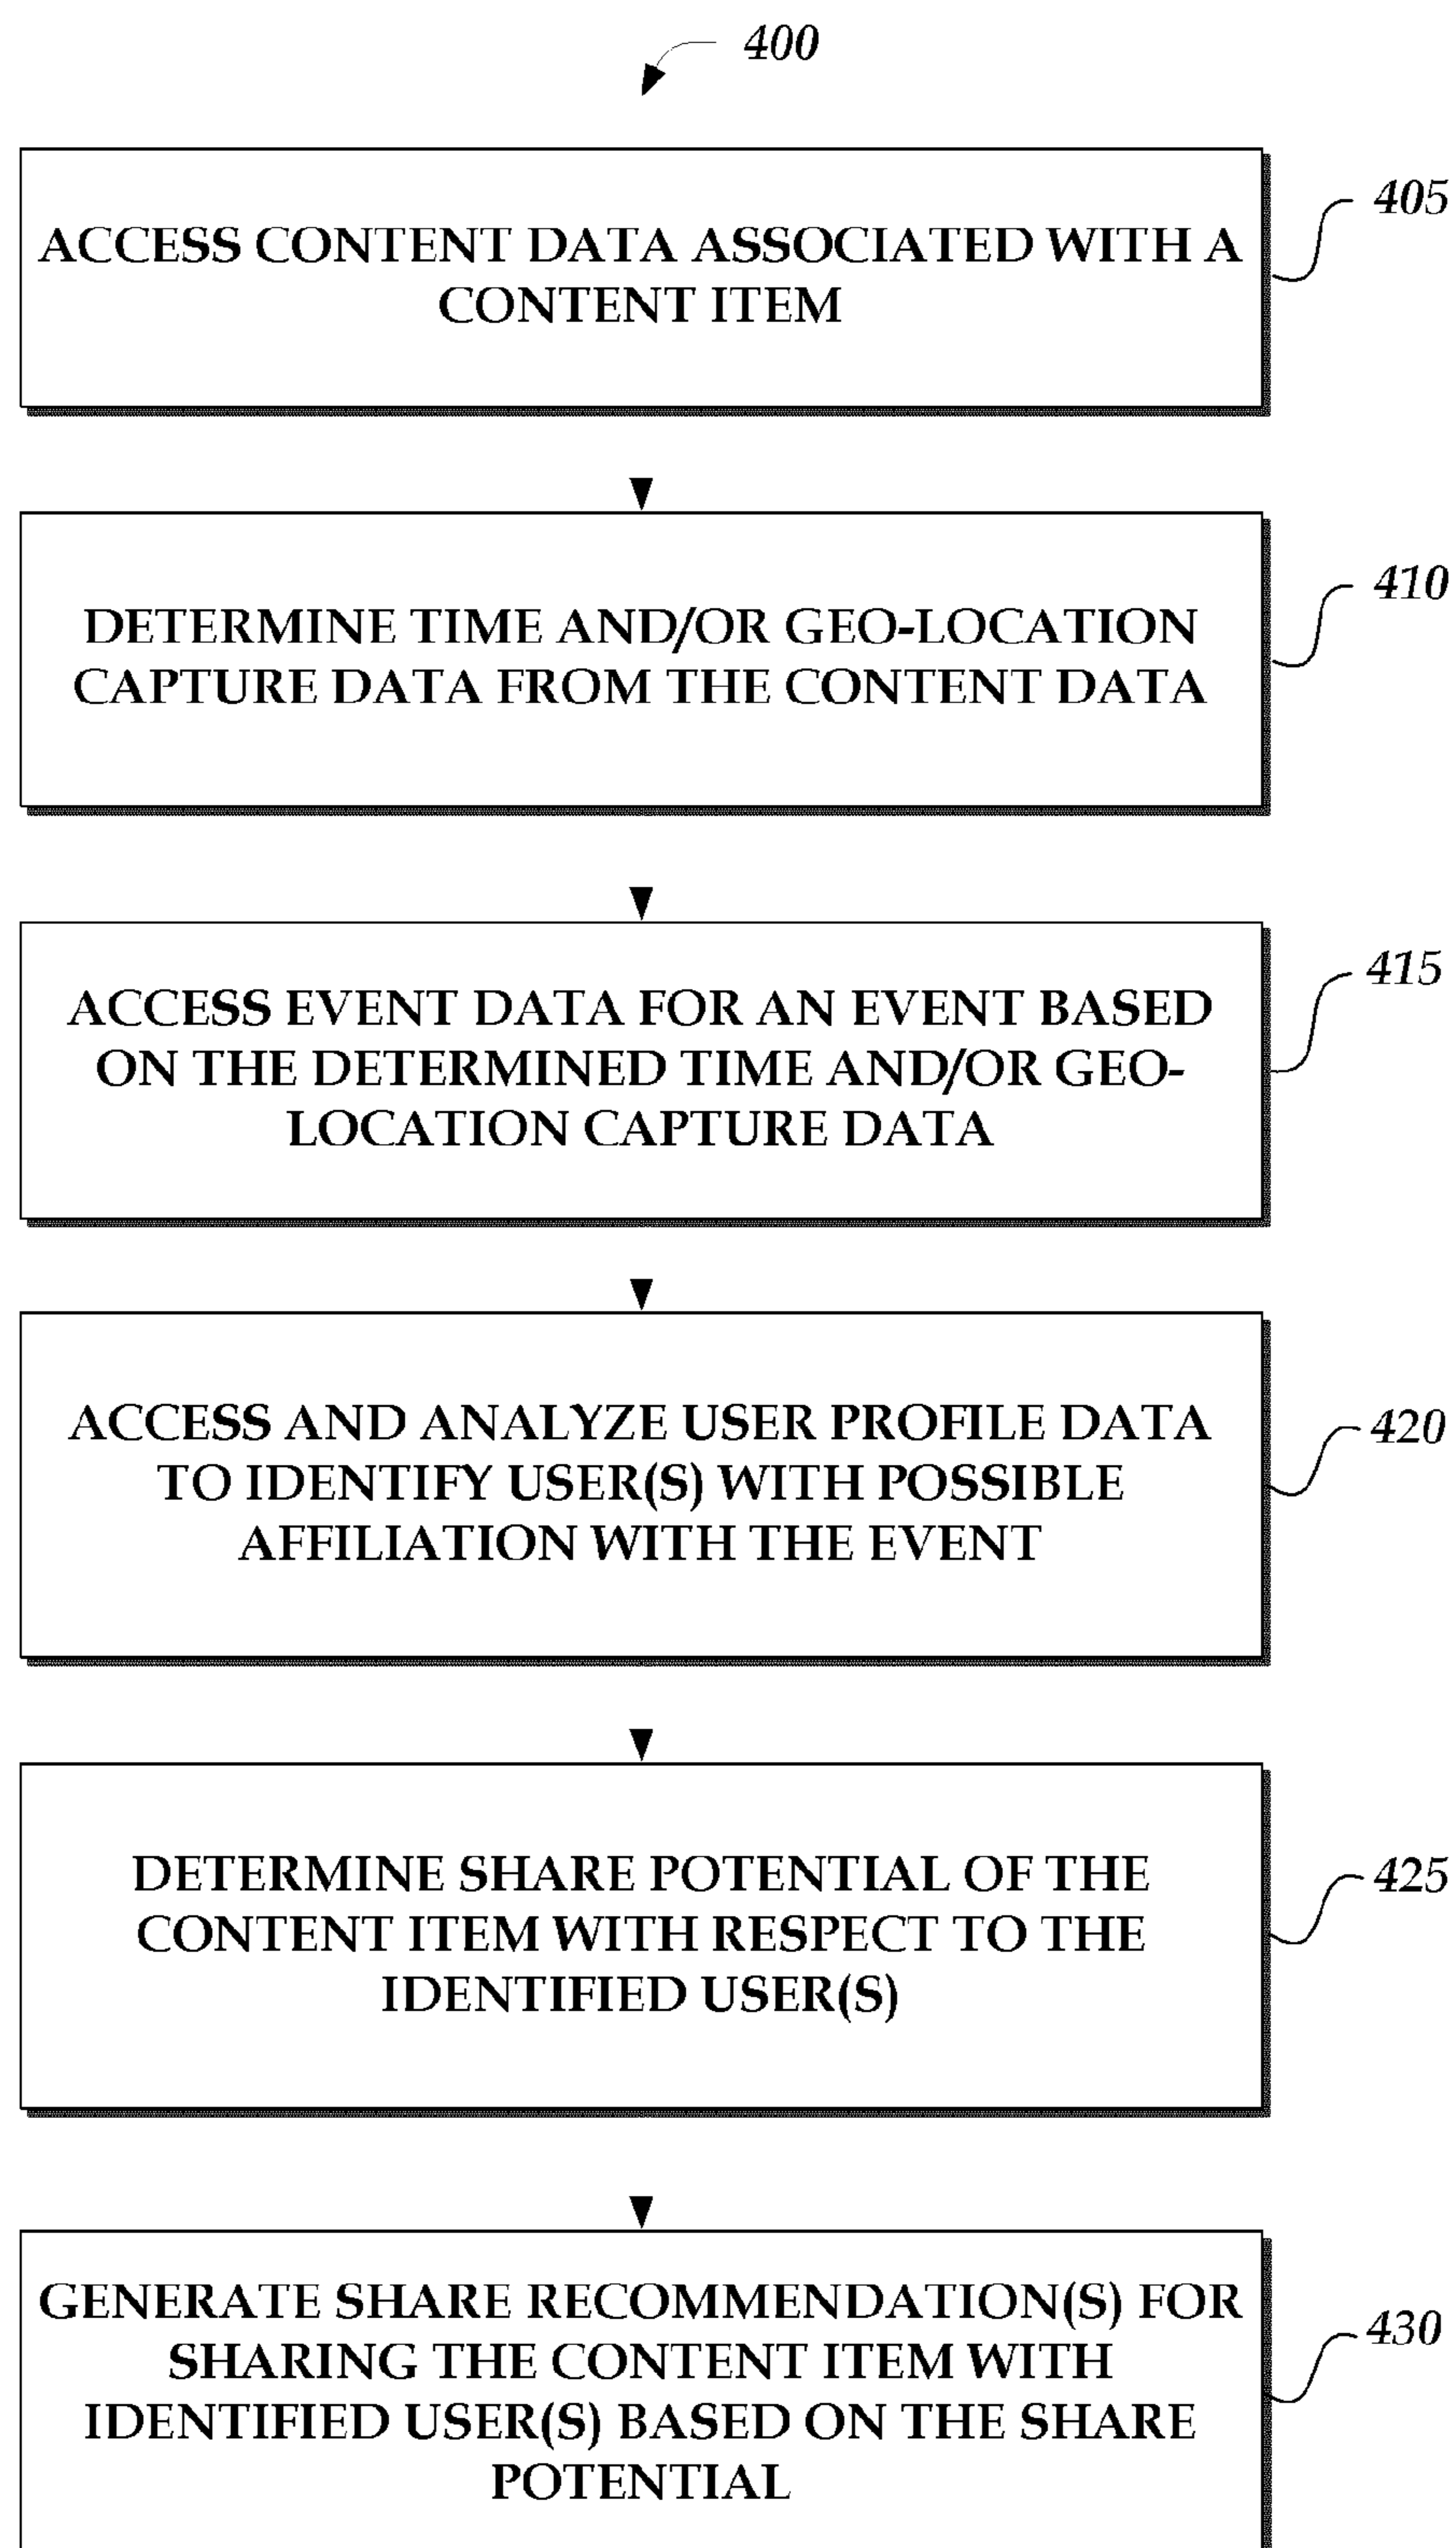 400
ACCESS CONTENT DATA ASSOCIATED WITH A
CONTENT ITEM
405
DETERMINE TIME AND/OR GEO-LOCATION
CAPTURE DATA FROM THE CONTENT DATA
410
ACCESS EVENT DATA FOR AN EVENT BASED
ON THE DETERMINED TIME AND/OR GEO-
LOCATION CAPTURE DATA
415
ACCESS AND ANALYZE USER PROFILE DATA
TO IDENTIFY USER(S) WITH POSSIBLE
AFFILIATION WITH THE EVENT
420
DETERMINE SHARE POTENTIAL OF THE
CONTENT ITEM WITH RESPECT TO THE
IDENTIFIED USER(S)
425
GENERATE SHARE RECOMMENDATION(S) FOR
SHARING THE CONTENT ITEM WITH
IDENTIFIED USER(S) BASED ON THE SHARE
POTENTIAL
430